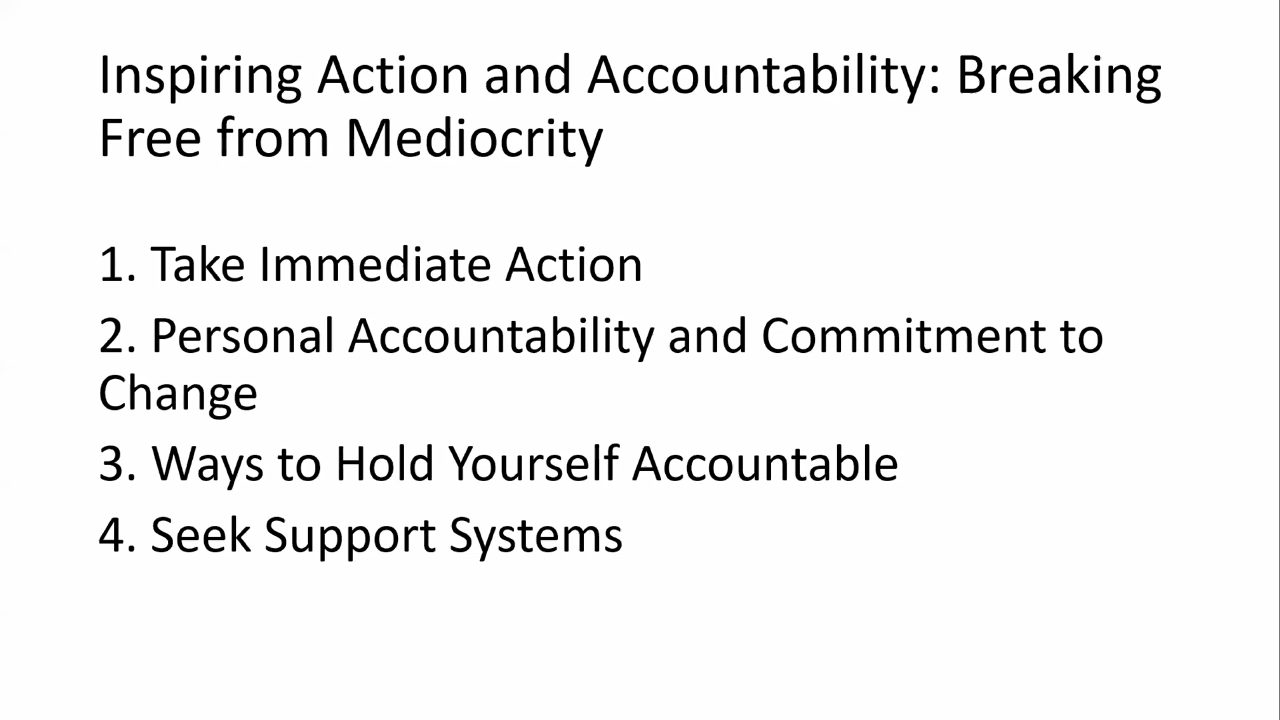 Inspiring Action and Accountability: Breaking
Free from Mediocrity
1. Take Immediate Action
2. Personal Accountability and Commitment to
Change
3. Ways to Hold Yourself Accountable
4. Seek Support Systems